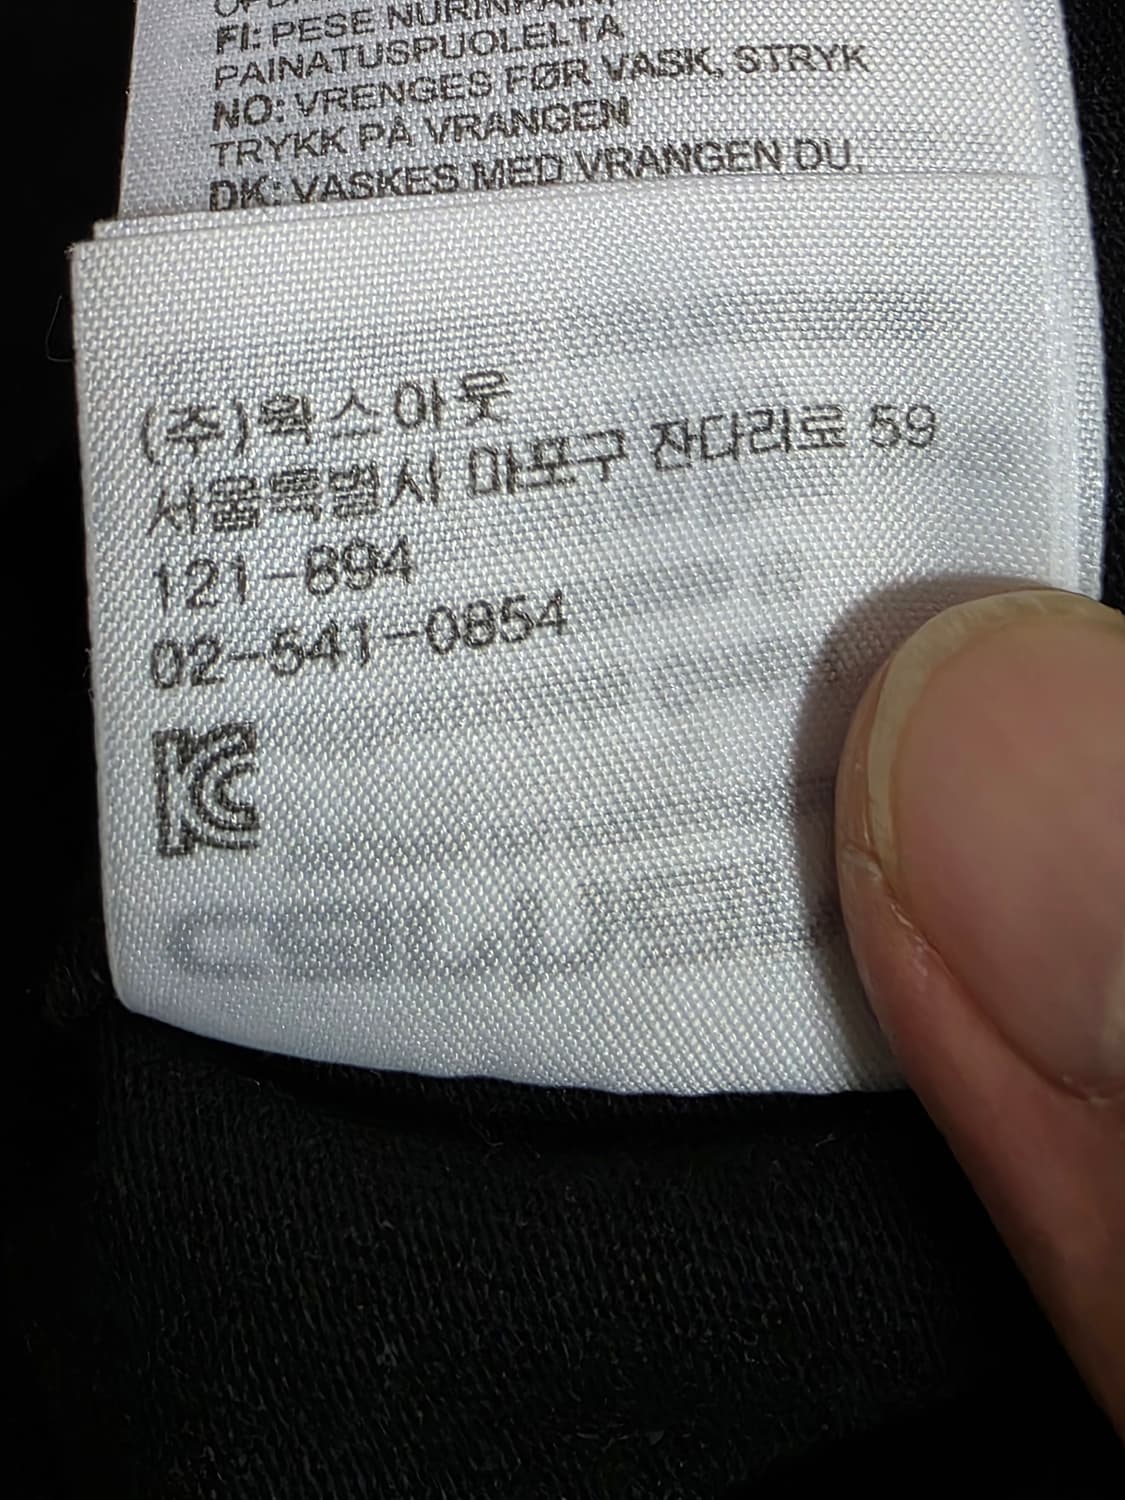 FI: PESE NURINPÄIN,
PAINATUSPUOLELTA
NO: VRENGES FØR VASK, STRYK
TRYKK PÅ VRANGEN
DK: VASKES MED VRANGEN DU.
(주)웍스아웃
서울특별시 마포구 잔다리로 59
121-894
02-541-0854
KC